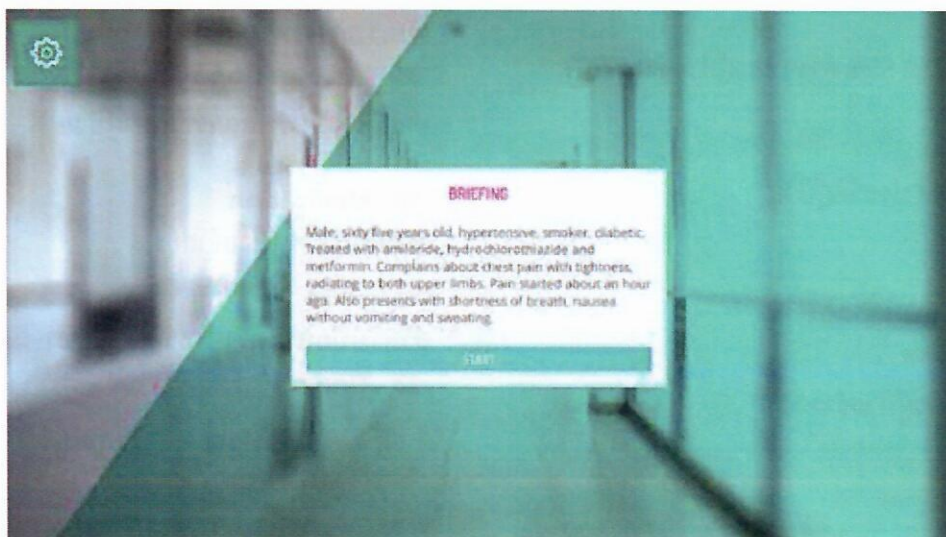 BRIEFING
Male, sixty five years old, hypertensive, smoker, diabetic.
Treated with amiloride, hydrochlorothiazide and
metformin. Complains about chest pain with tightness,
radiating to both upper limbs. Pain started about an hour
ago. Also presents with shortness of breath, nausea
without vomiting and sweating.
START